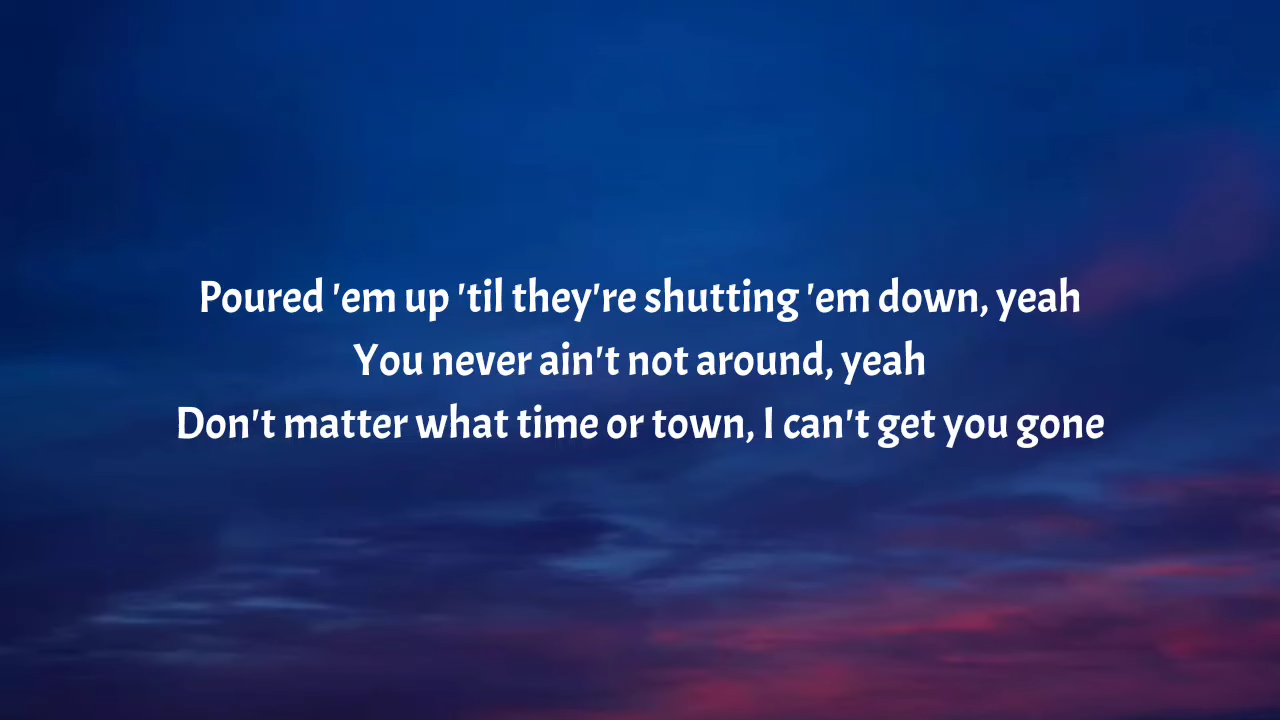 Poured 'em up 'til they're shutting 'em down, yeah
You never ain't not around, yeah
Don't matter what time or town, I can't get you gone